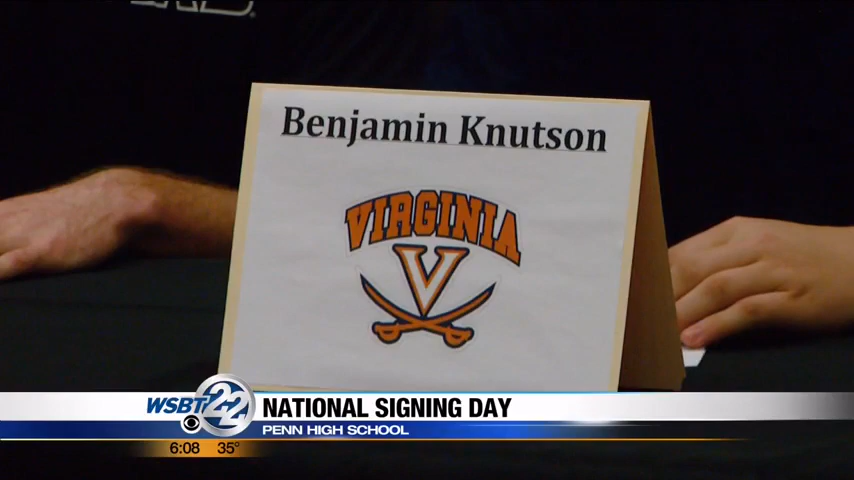 Benjamin Knutson
VIRGINIA
V
WSBT 22
NATIONAL SIGNING DAY
PENN HIGH SCHOOL
6:08 35°